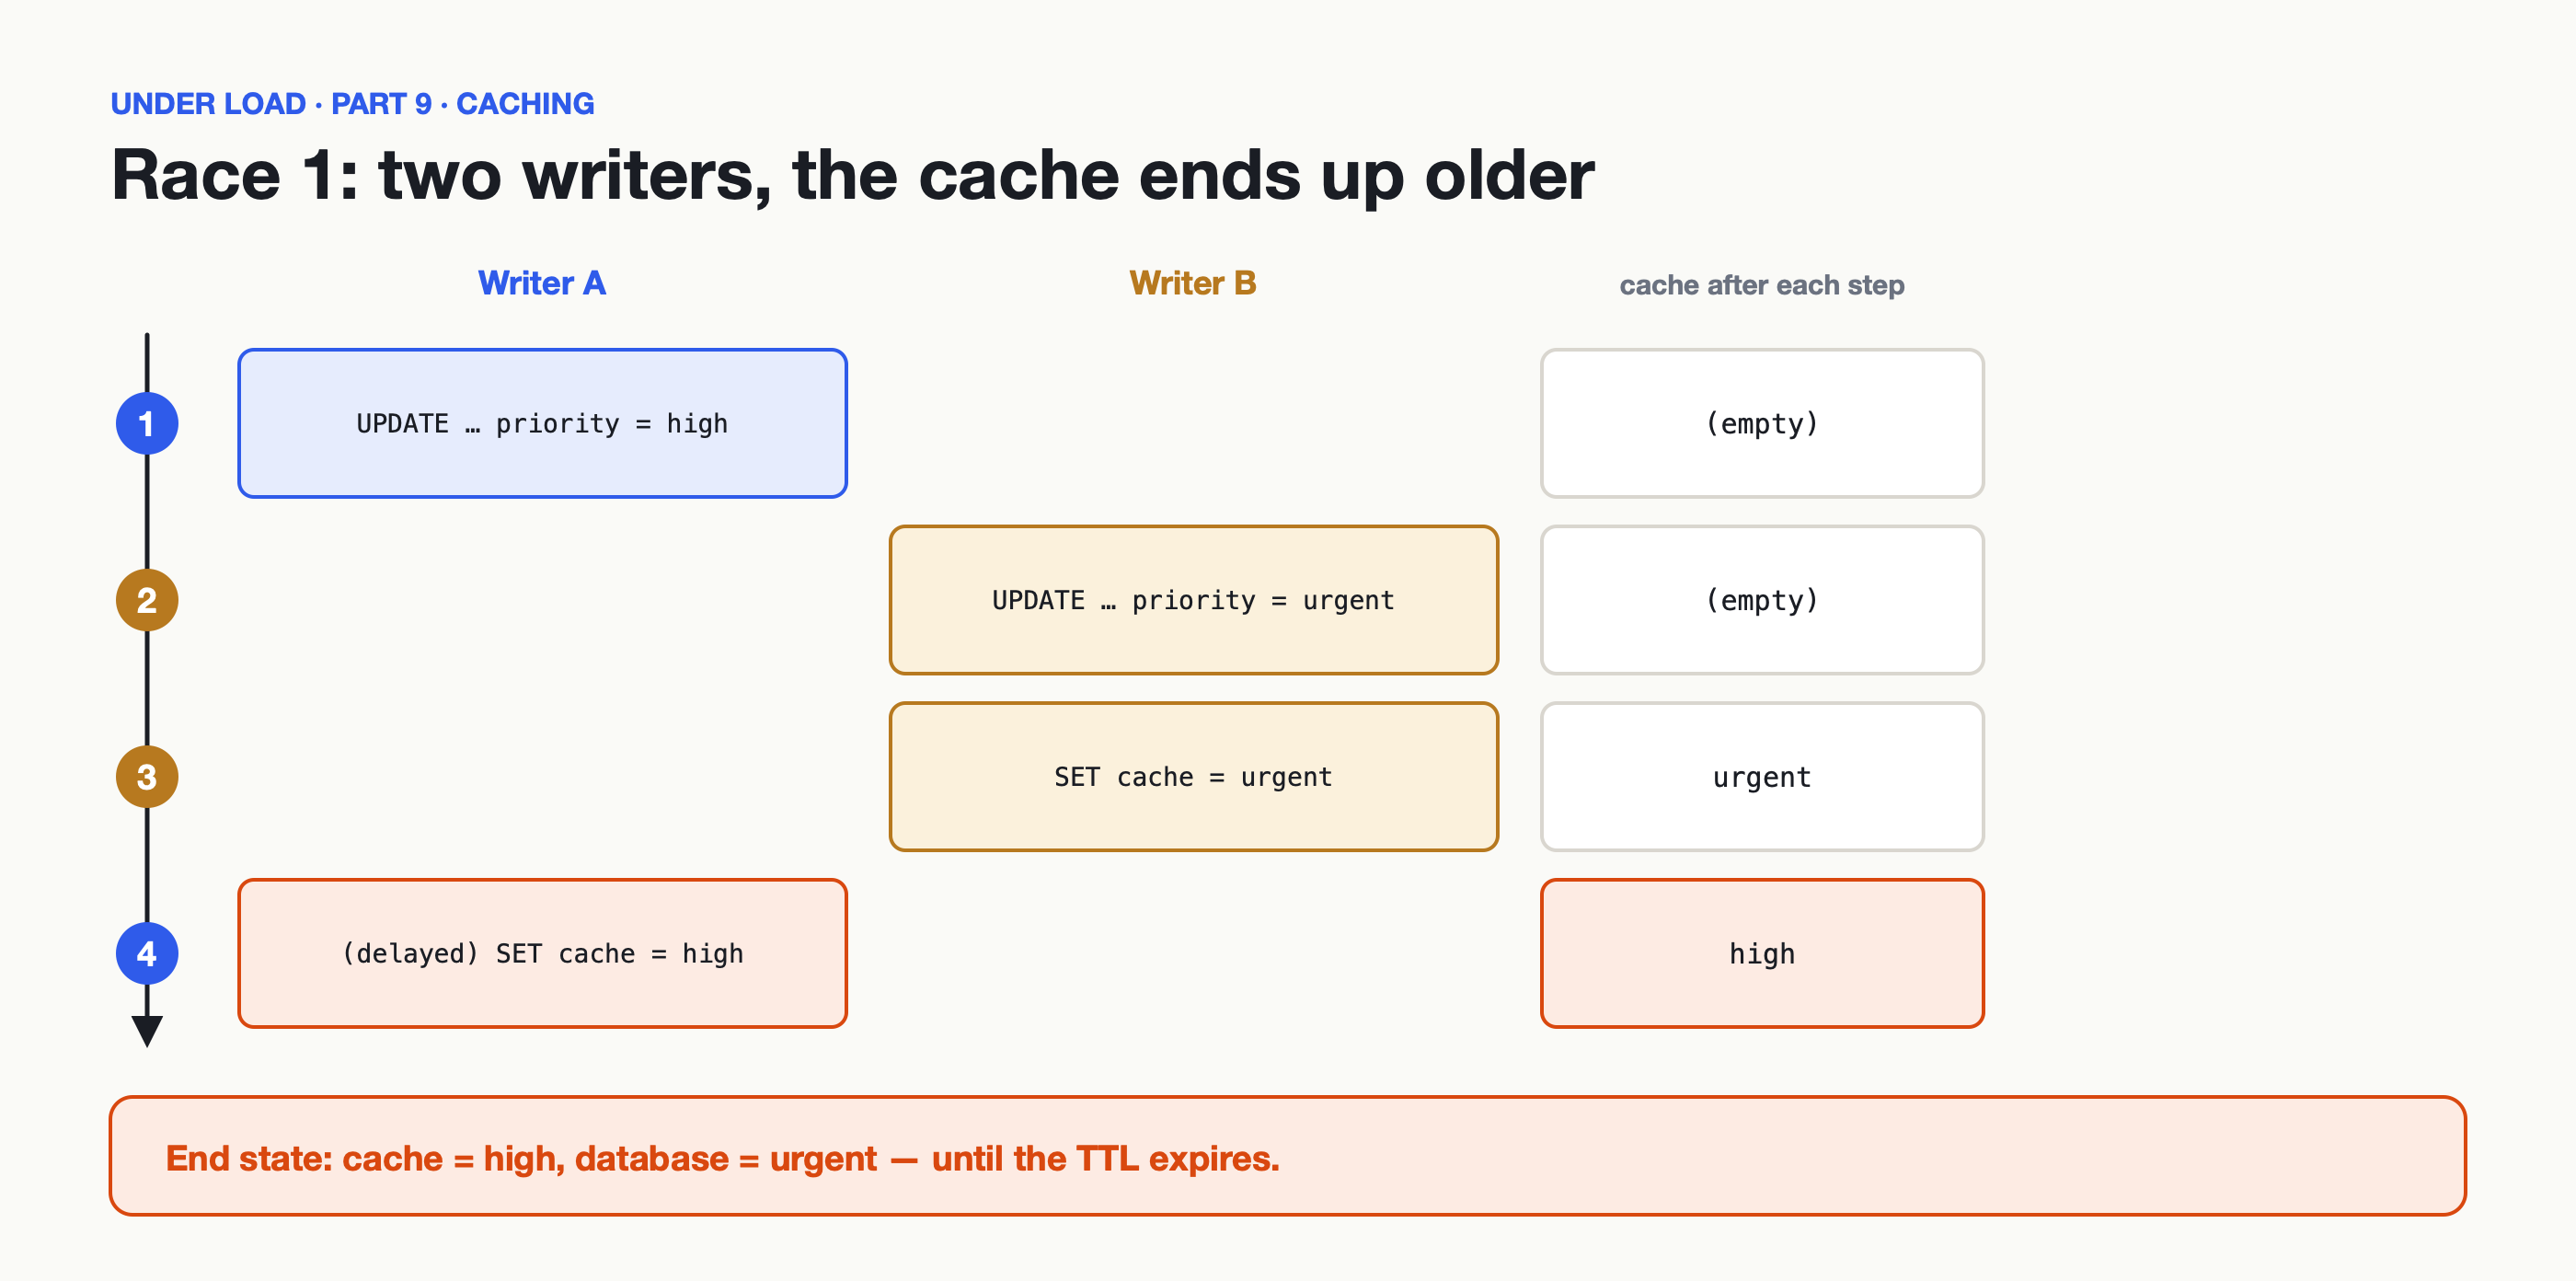 UNDER LOAD · PART 9 · CACHING
Race 1: two writers, the cache ends up older
Writer A
Writer B
cache after each step
1
UPDATE … priority = high
(empty)
2
UPDATE … priority = urgent
(empty)
3
SET cache = urgent
urgent
4
(delayed) SET cache = high
high
End state: cache = high, database = urgent — until the TTL expires.